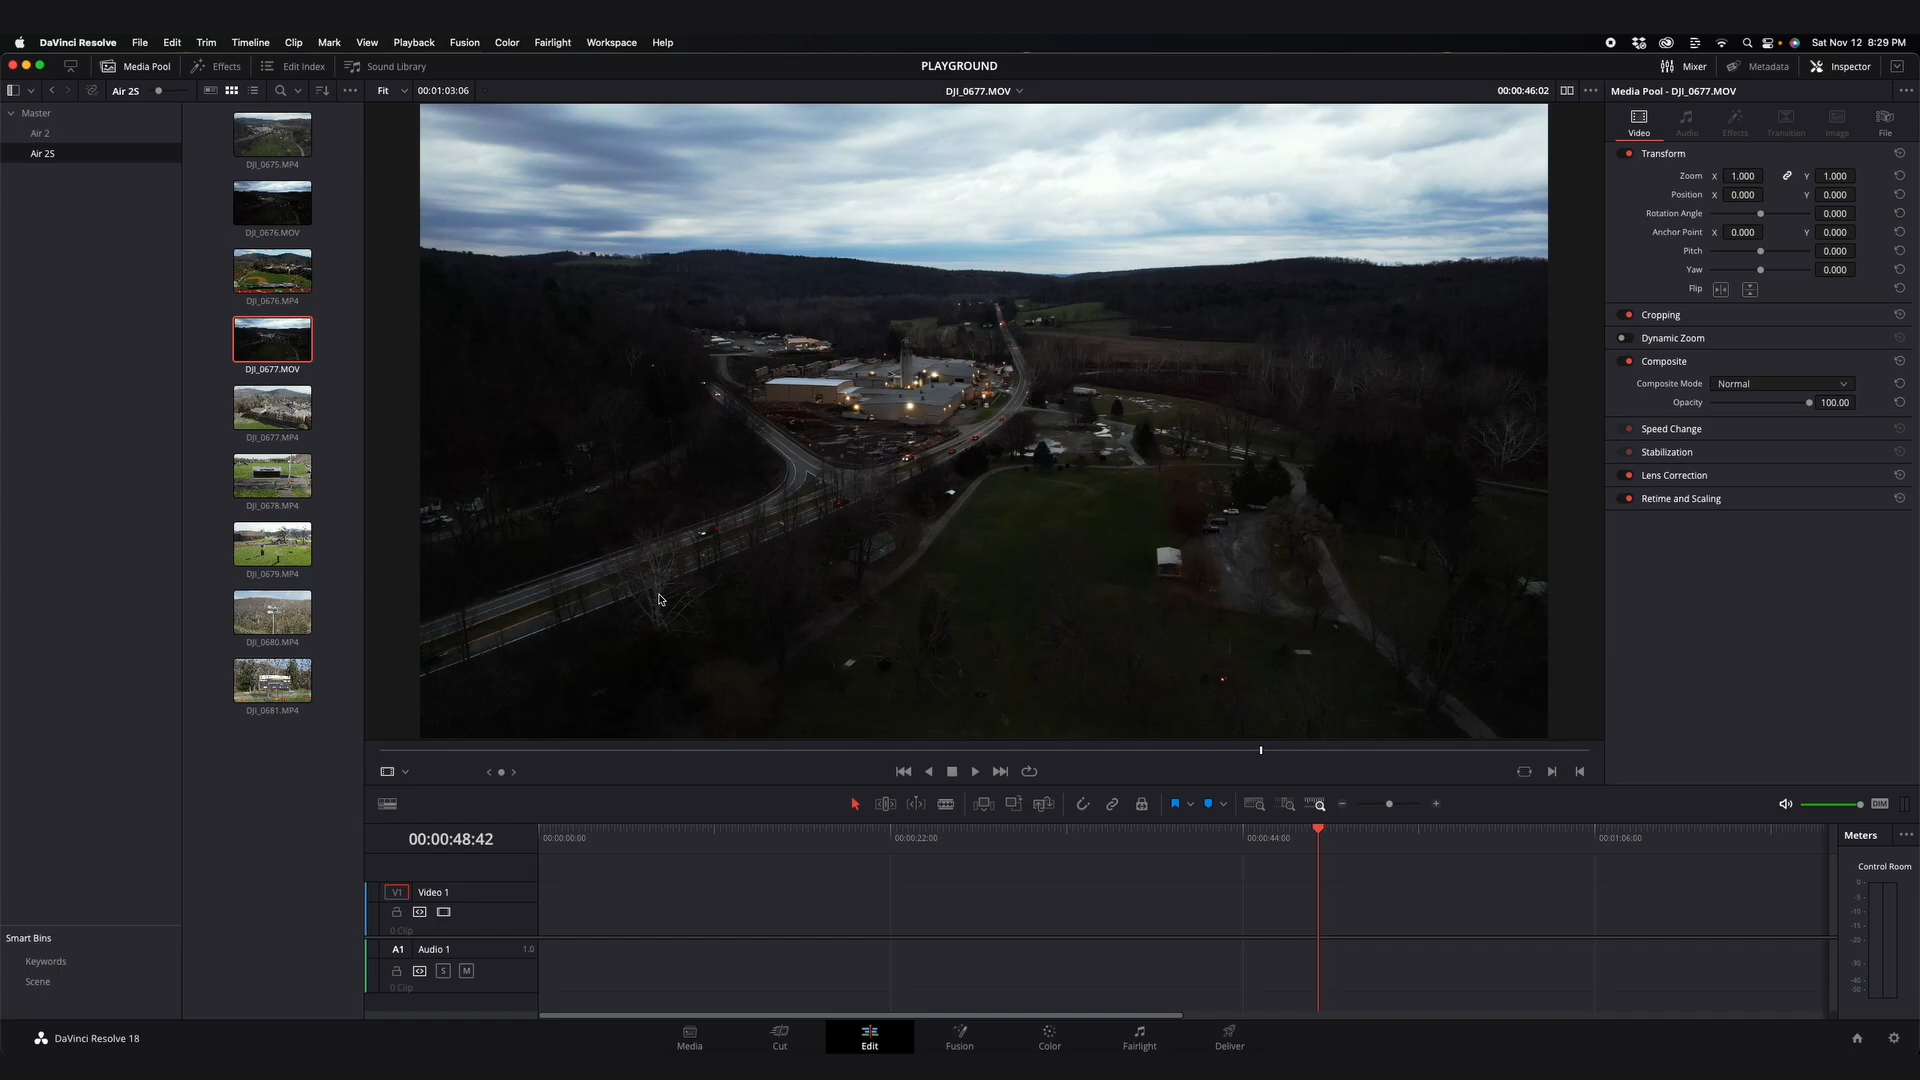 DaVinci Resolve File Edit Trim Timeline Clip Mark View Playback Fusion Color Fairlight Workspace Help Sat Nov 12 8:29 PM
Media Pool Effects Edit Index Sound Library PLAYGROUND Mixer Metadata Inspector
Air 2S Fit 00:01:03:06 DJI_0677.MOV 00:00:46:02 Media Pool - DJI_0677.MOV
Master
Air 2
Air 2S
DJI_0675.MP4
DJI_0676.MOV
DJI_0676.MP4
DJI_0677.MOV
DJI_0677.MP4
DJI_0678.MP4
DJI_0679.MP4
DJI_0680.MP4
DJI_0681.MP4
Video Audio Effects Transition Image File
Transform
Zoom X 1.000 Y 1.000
Position X 0.000 Y 0.000
Rotation Angle 0.000
Anchor Point X 0.000 Y 0.000
Pitch 0.000
Yaw 0.000
Flip
Cropping
Dynamic Zoom
Composite
Composite Mode Normal
Opacity 100.00
Speed Change
Stabilization
Lens Correction
Retime and Scaling
DIM
00:00:48:42 00:00:00:00 00:00:22:00 00:00:44:00 00:01:06:00 Meters
Control Room
V1 Video 1
0 Clip
A1 Audio 1 1.0
S M
0 Clip
0
-5
-10
-15
-20
-30
-40
-50
Smart Bins
Keywords
Scene
DaVinci Resolve 18 Media Cut Edit Fusion Color Fairlight Deliver